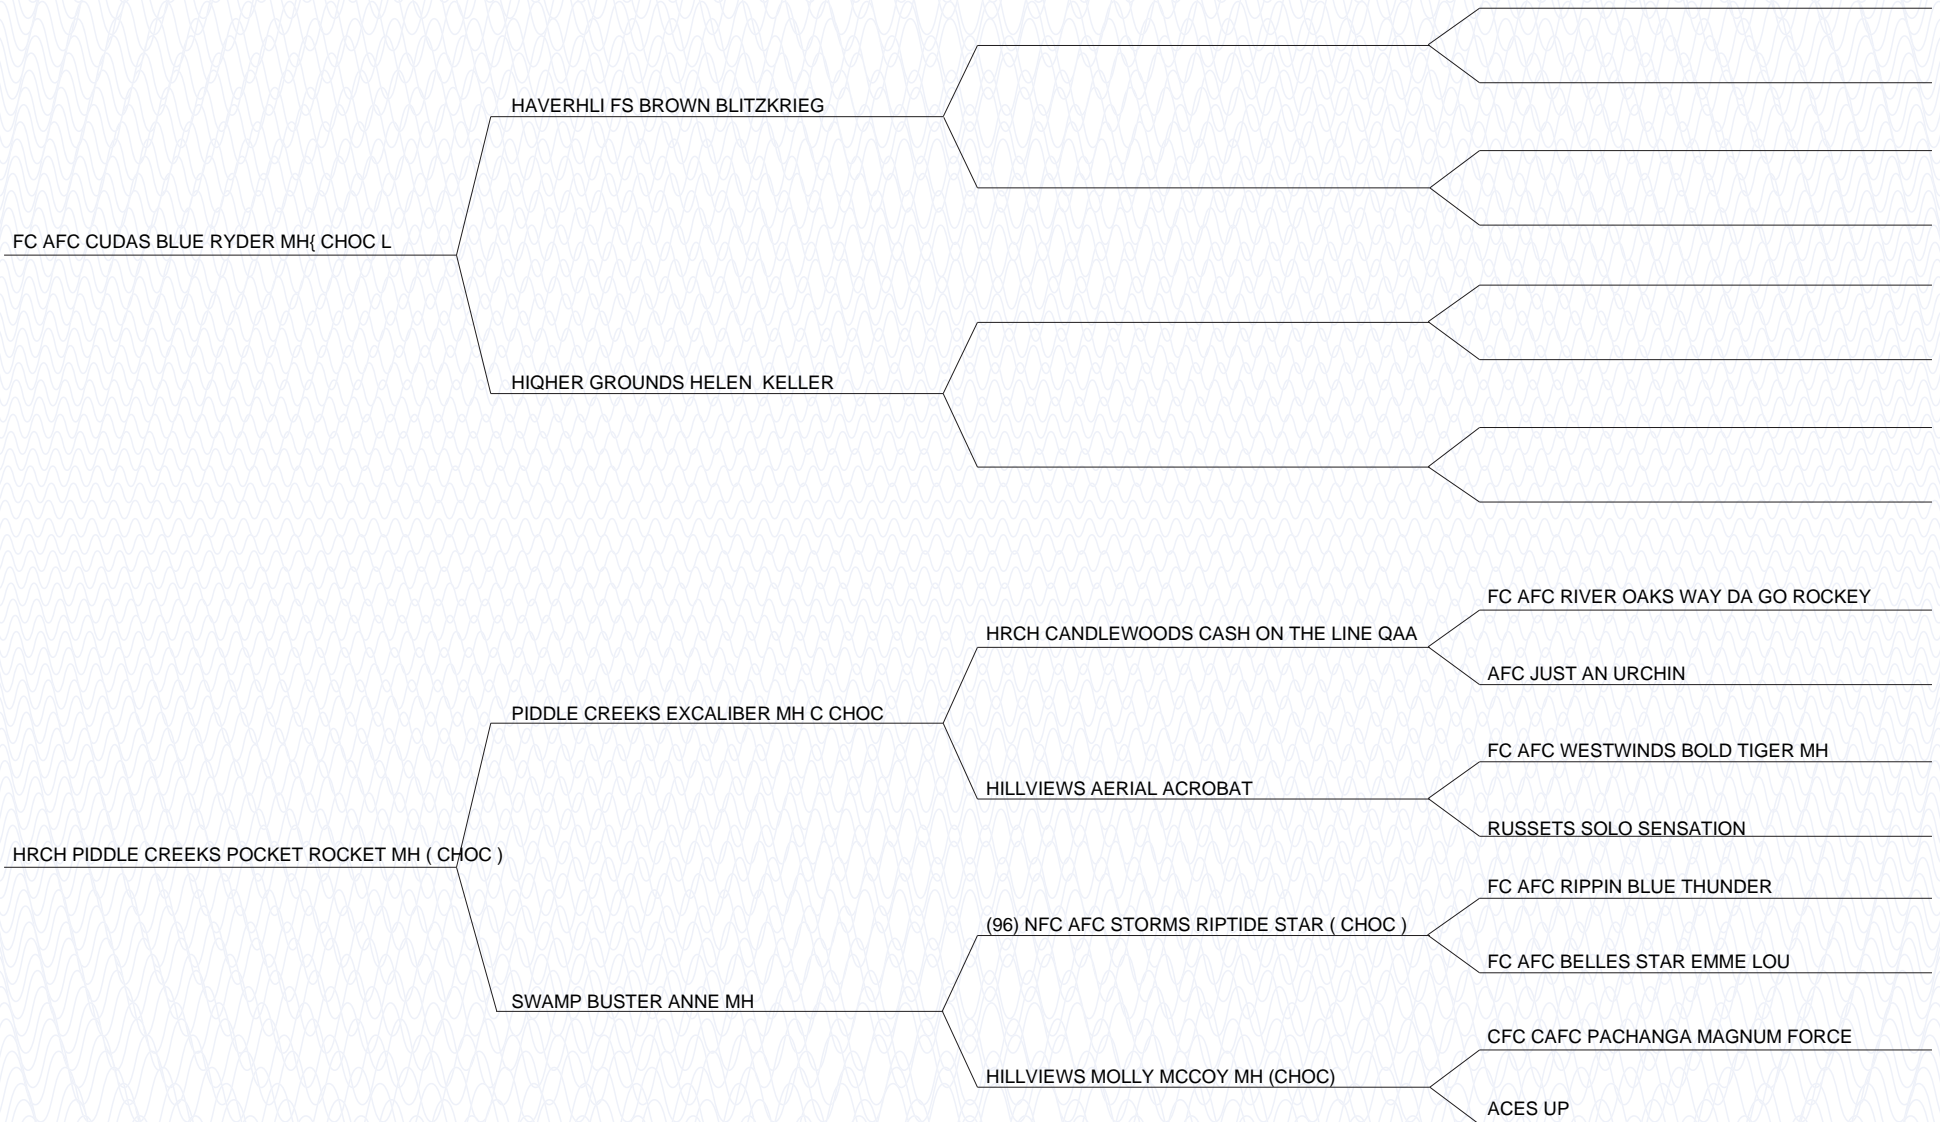 HAVERHLI FS BROWN BLITZKRIEG
FC AFC CUDAS BLUE RYDER MH{ CHOC L
HIQHER GROUNDS HELEN  KELLER
FC AFC RIVER OAKS WAY DA GO ROCKEY
HRCH CANDLEWOODS CASH ON THE LINE QAA
AFC JUST AN URCHIN
PIDDLE CREEKS EXCALIBER MH C CHOC
FC AFC WESTWINDS BOLD TIGER MH
HILLVIEWS AERIAL ACROBAT
RUSSETS SOLO SENSATION
HRCH PIDDLE CREEKS POCKET ROCKET MH ( CHOC )
FC AFC RIPPIN BLUE THUNDER
(96) NFC AFC STORMS RIPTIDE STAR ( CHOC )
FC AFC BELLES STAR EMME LOU
SWAMP BUSTER ANNE MH
CFC CAFC PACHANGA MAGNUM FORCE
HILLVIEWS MOLLY MCCOY MH (CHOC)
ACES UP